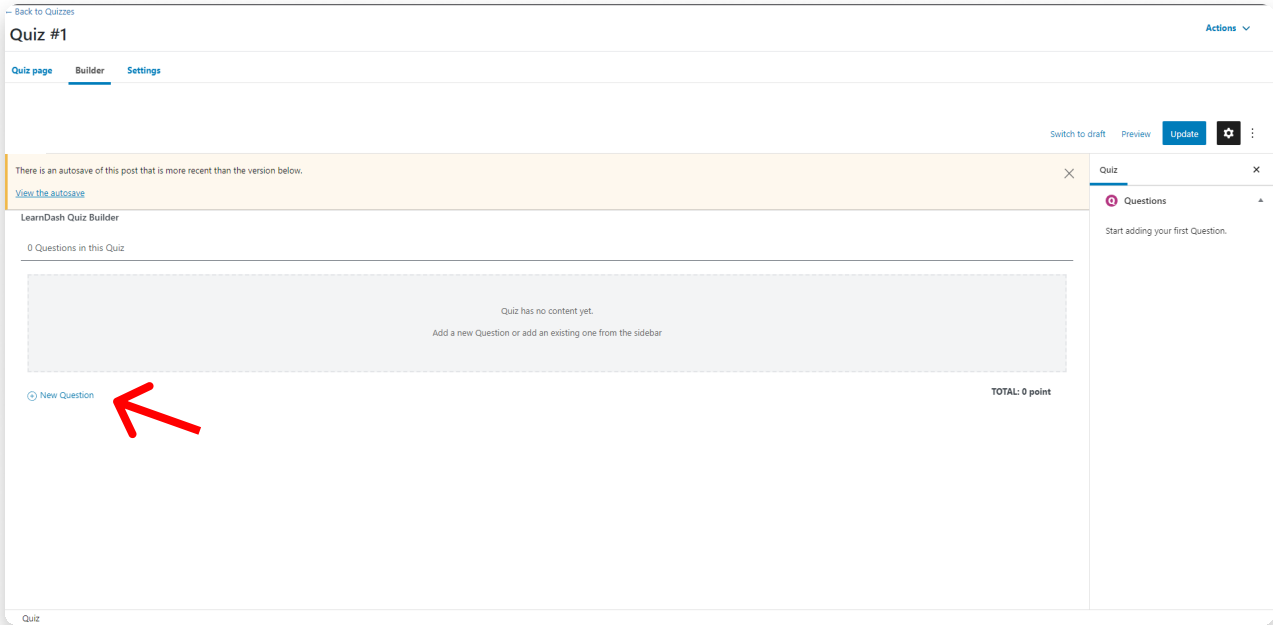 ← Back to Quizzes
Quiz #1
Actions
Quiz page Builder Settings
Switch to draft Preview Update
There is an autosave of this post that is more recent than the version below.
View the autosave
Quiz
Questions
Start adding your first Question.
LearnDash Quiz Builder
0 Questions in this Quiz
Quiz has no content yet.
Add a new Question or add an existing one from the sidebar
New Question
TOTAL: 0 point
Quiz